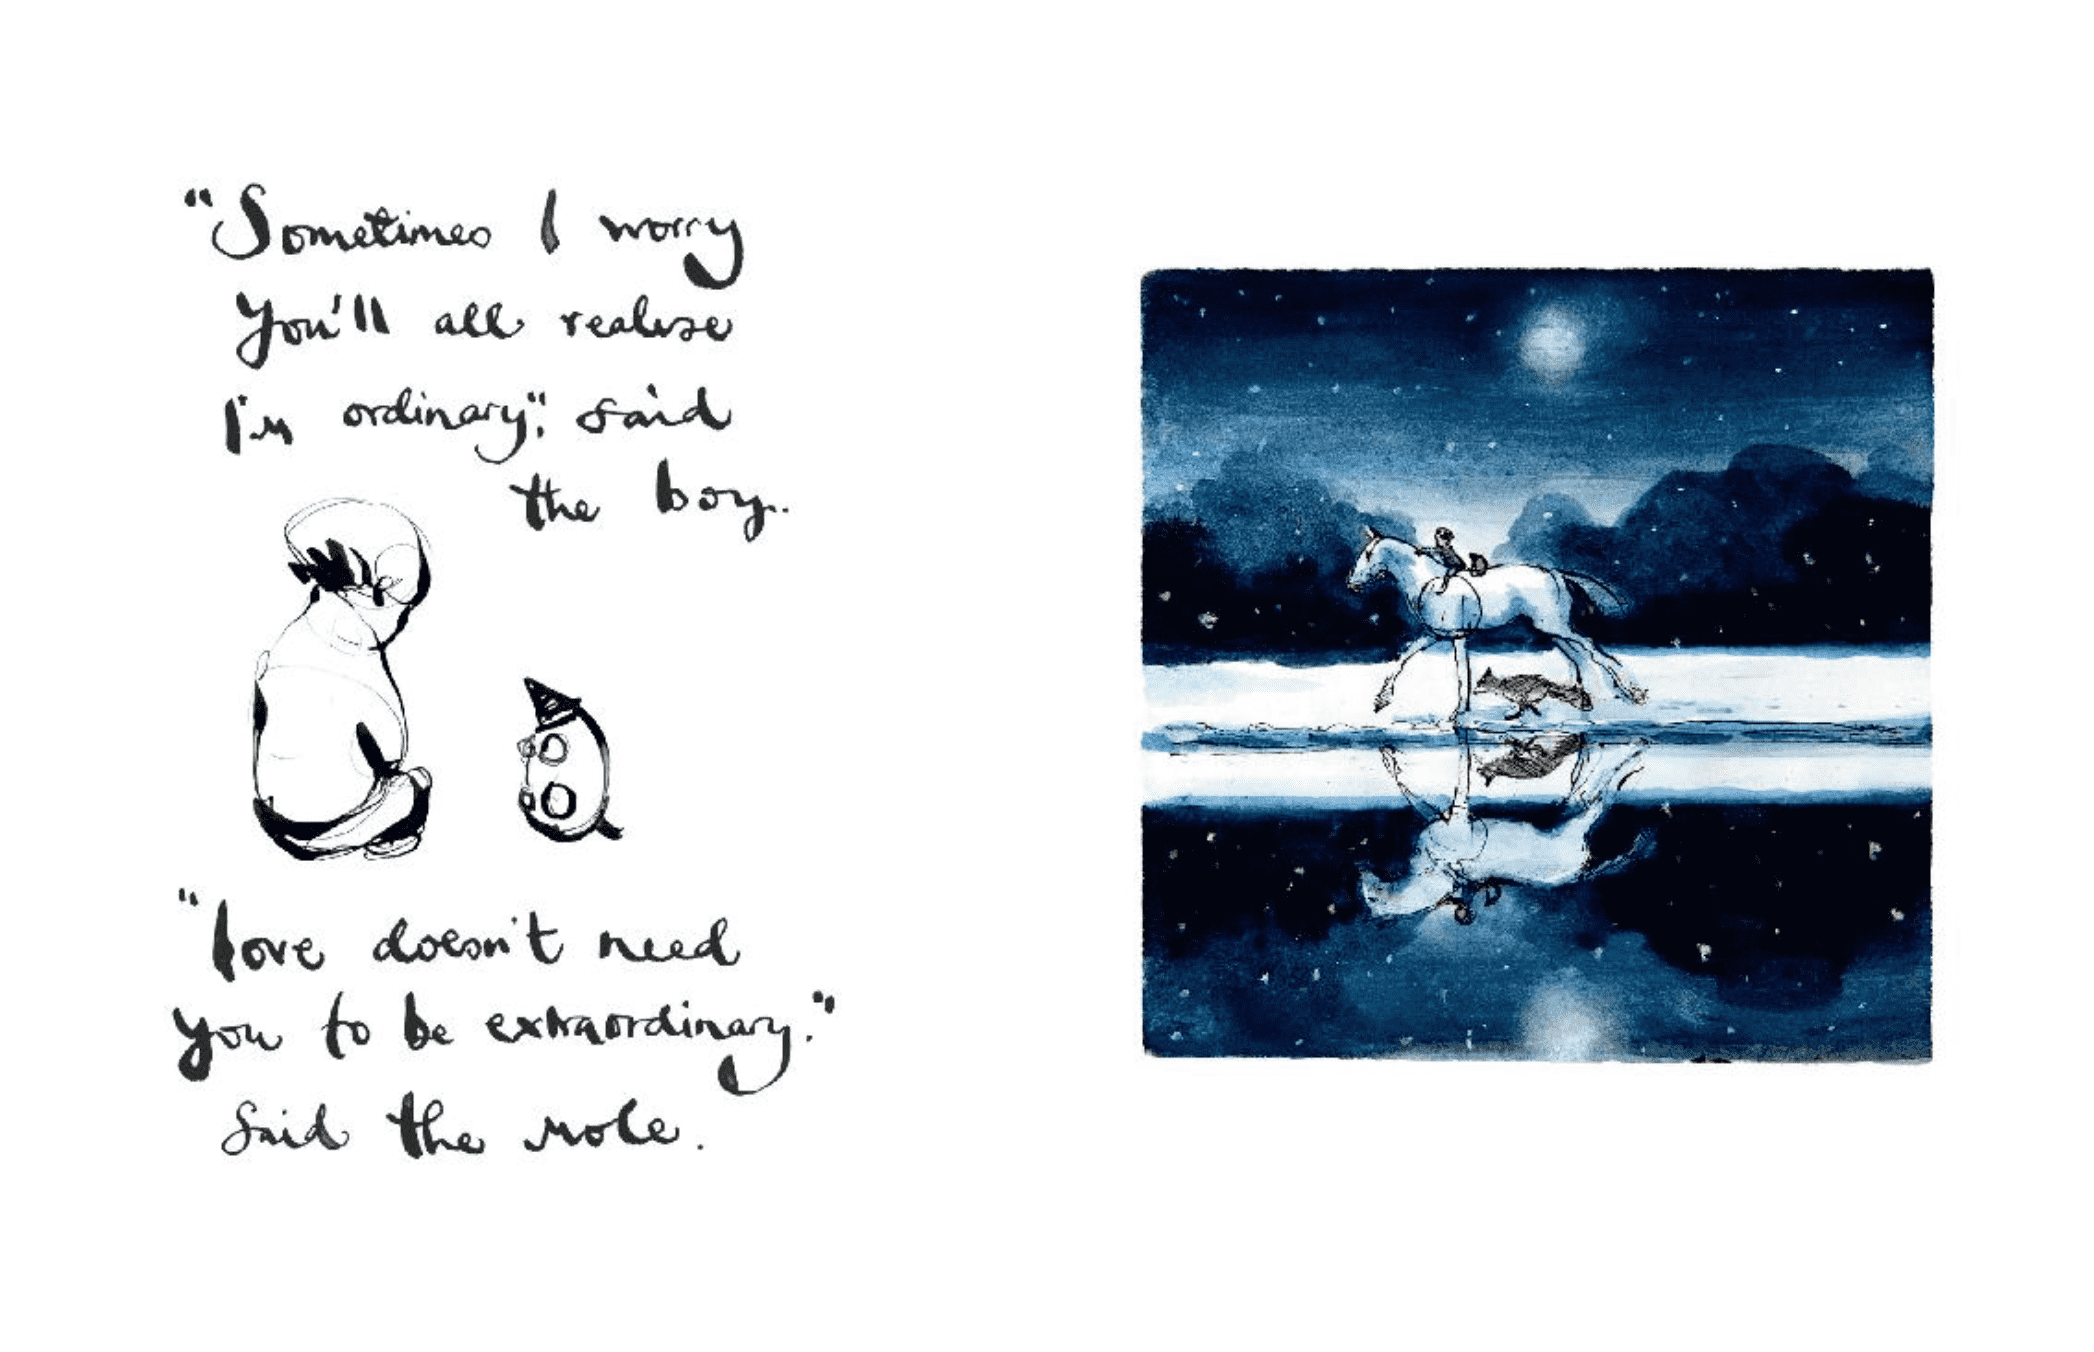 "Sometimes I worry
You'll all realise
I'm ordinary", said
the boy.
"love doesn't need
you to be extraordinary."
Said the mole.